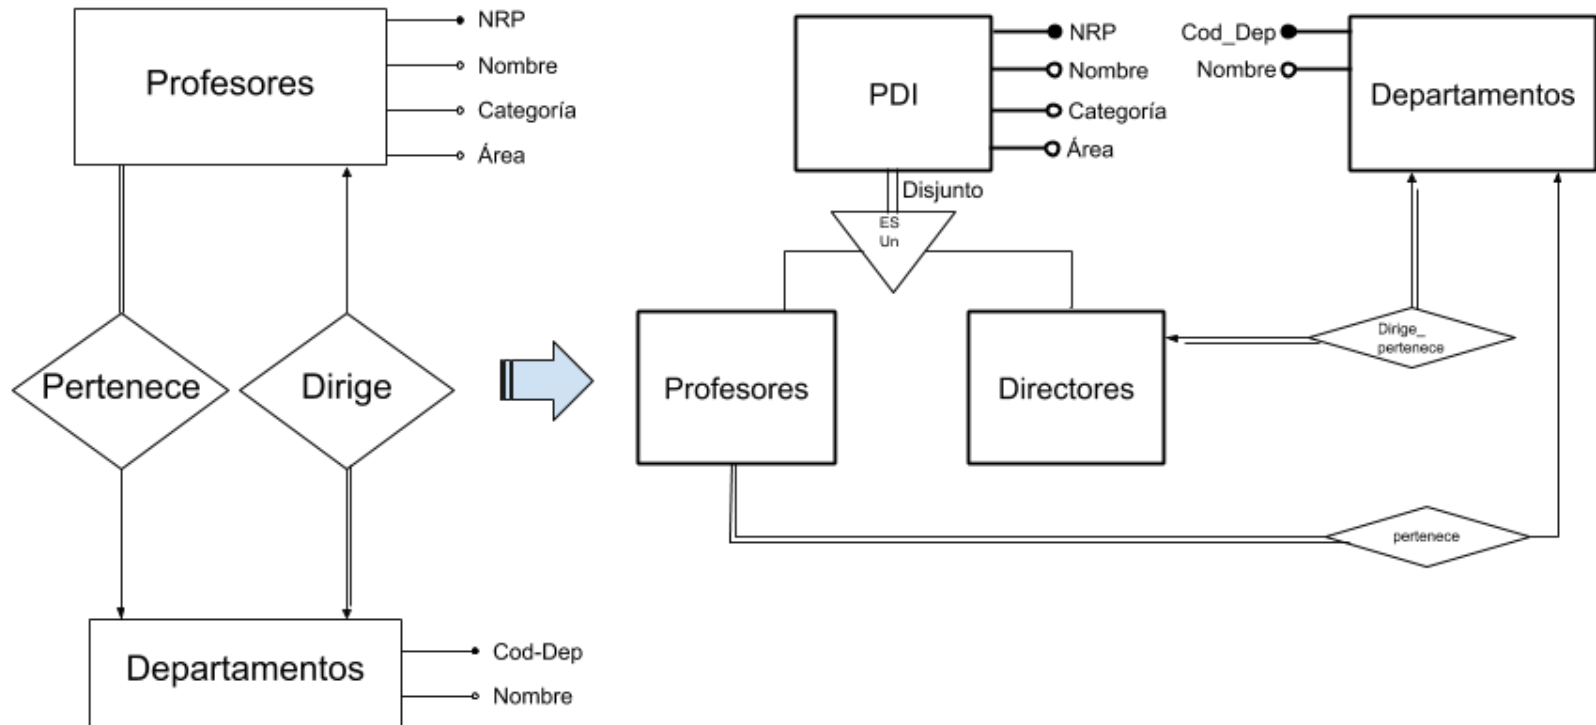 Profesores
NRP
Nombre
Categoría
Área
Pertenece
Dirige
Departamentos
Cod-Dep
Nombre
PDI
NRP
Nombre
Categoría
Área
Cod_Dep
Nombre
Departamentos
Disjunto
ES
Un
Profesores
Directores
Dirige_
pertenece
pertenece